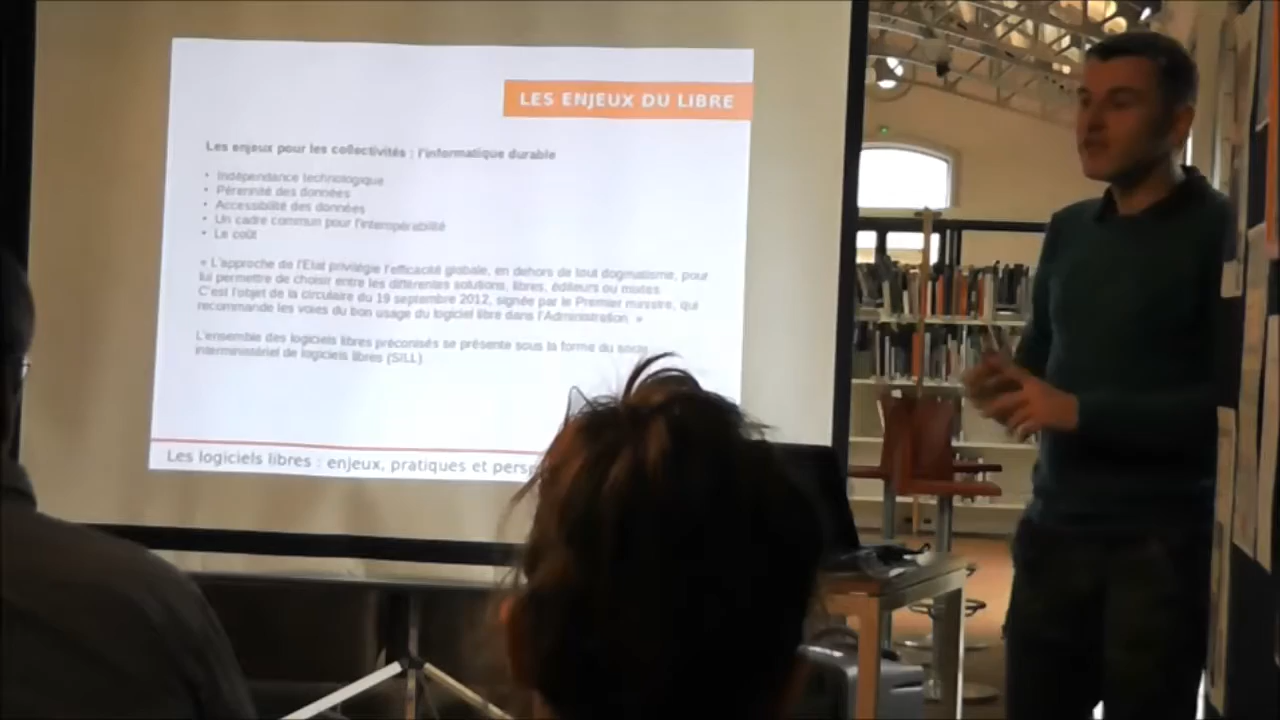 LES ENJEUX DU LIBRE
Les enjeux pour les collectivités : l'informatique durable
• Indépendance technologique
• Pérennité des données
• Accessibilité des données
• Un cadre commun pour l'interopérabilité
• Le coût
« L'approche de l'Etat privilégie l'efficacité globale, en dehors de tout dogmatisme, pour
lui permettre de choisir entre les différentes solutions, libres, éditeurs ou mixtes.
C'est l'objet de la circulaire du 19 septembre 2012, signée par le Premier ministre, qui
recommande les voies du bon usage du logiciel libre dans l'Administration. »
L'ensemble des logiciels libres préconisés se présente sous la forme du socle
interministériel de logiciels libres (SILL)
Les logiciels libres : enjeux, pratiques et persp